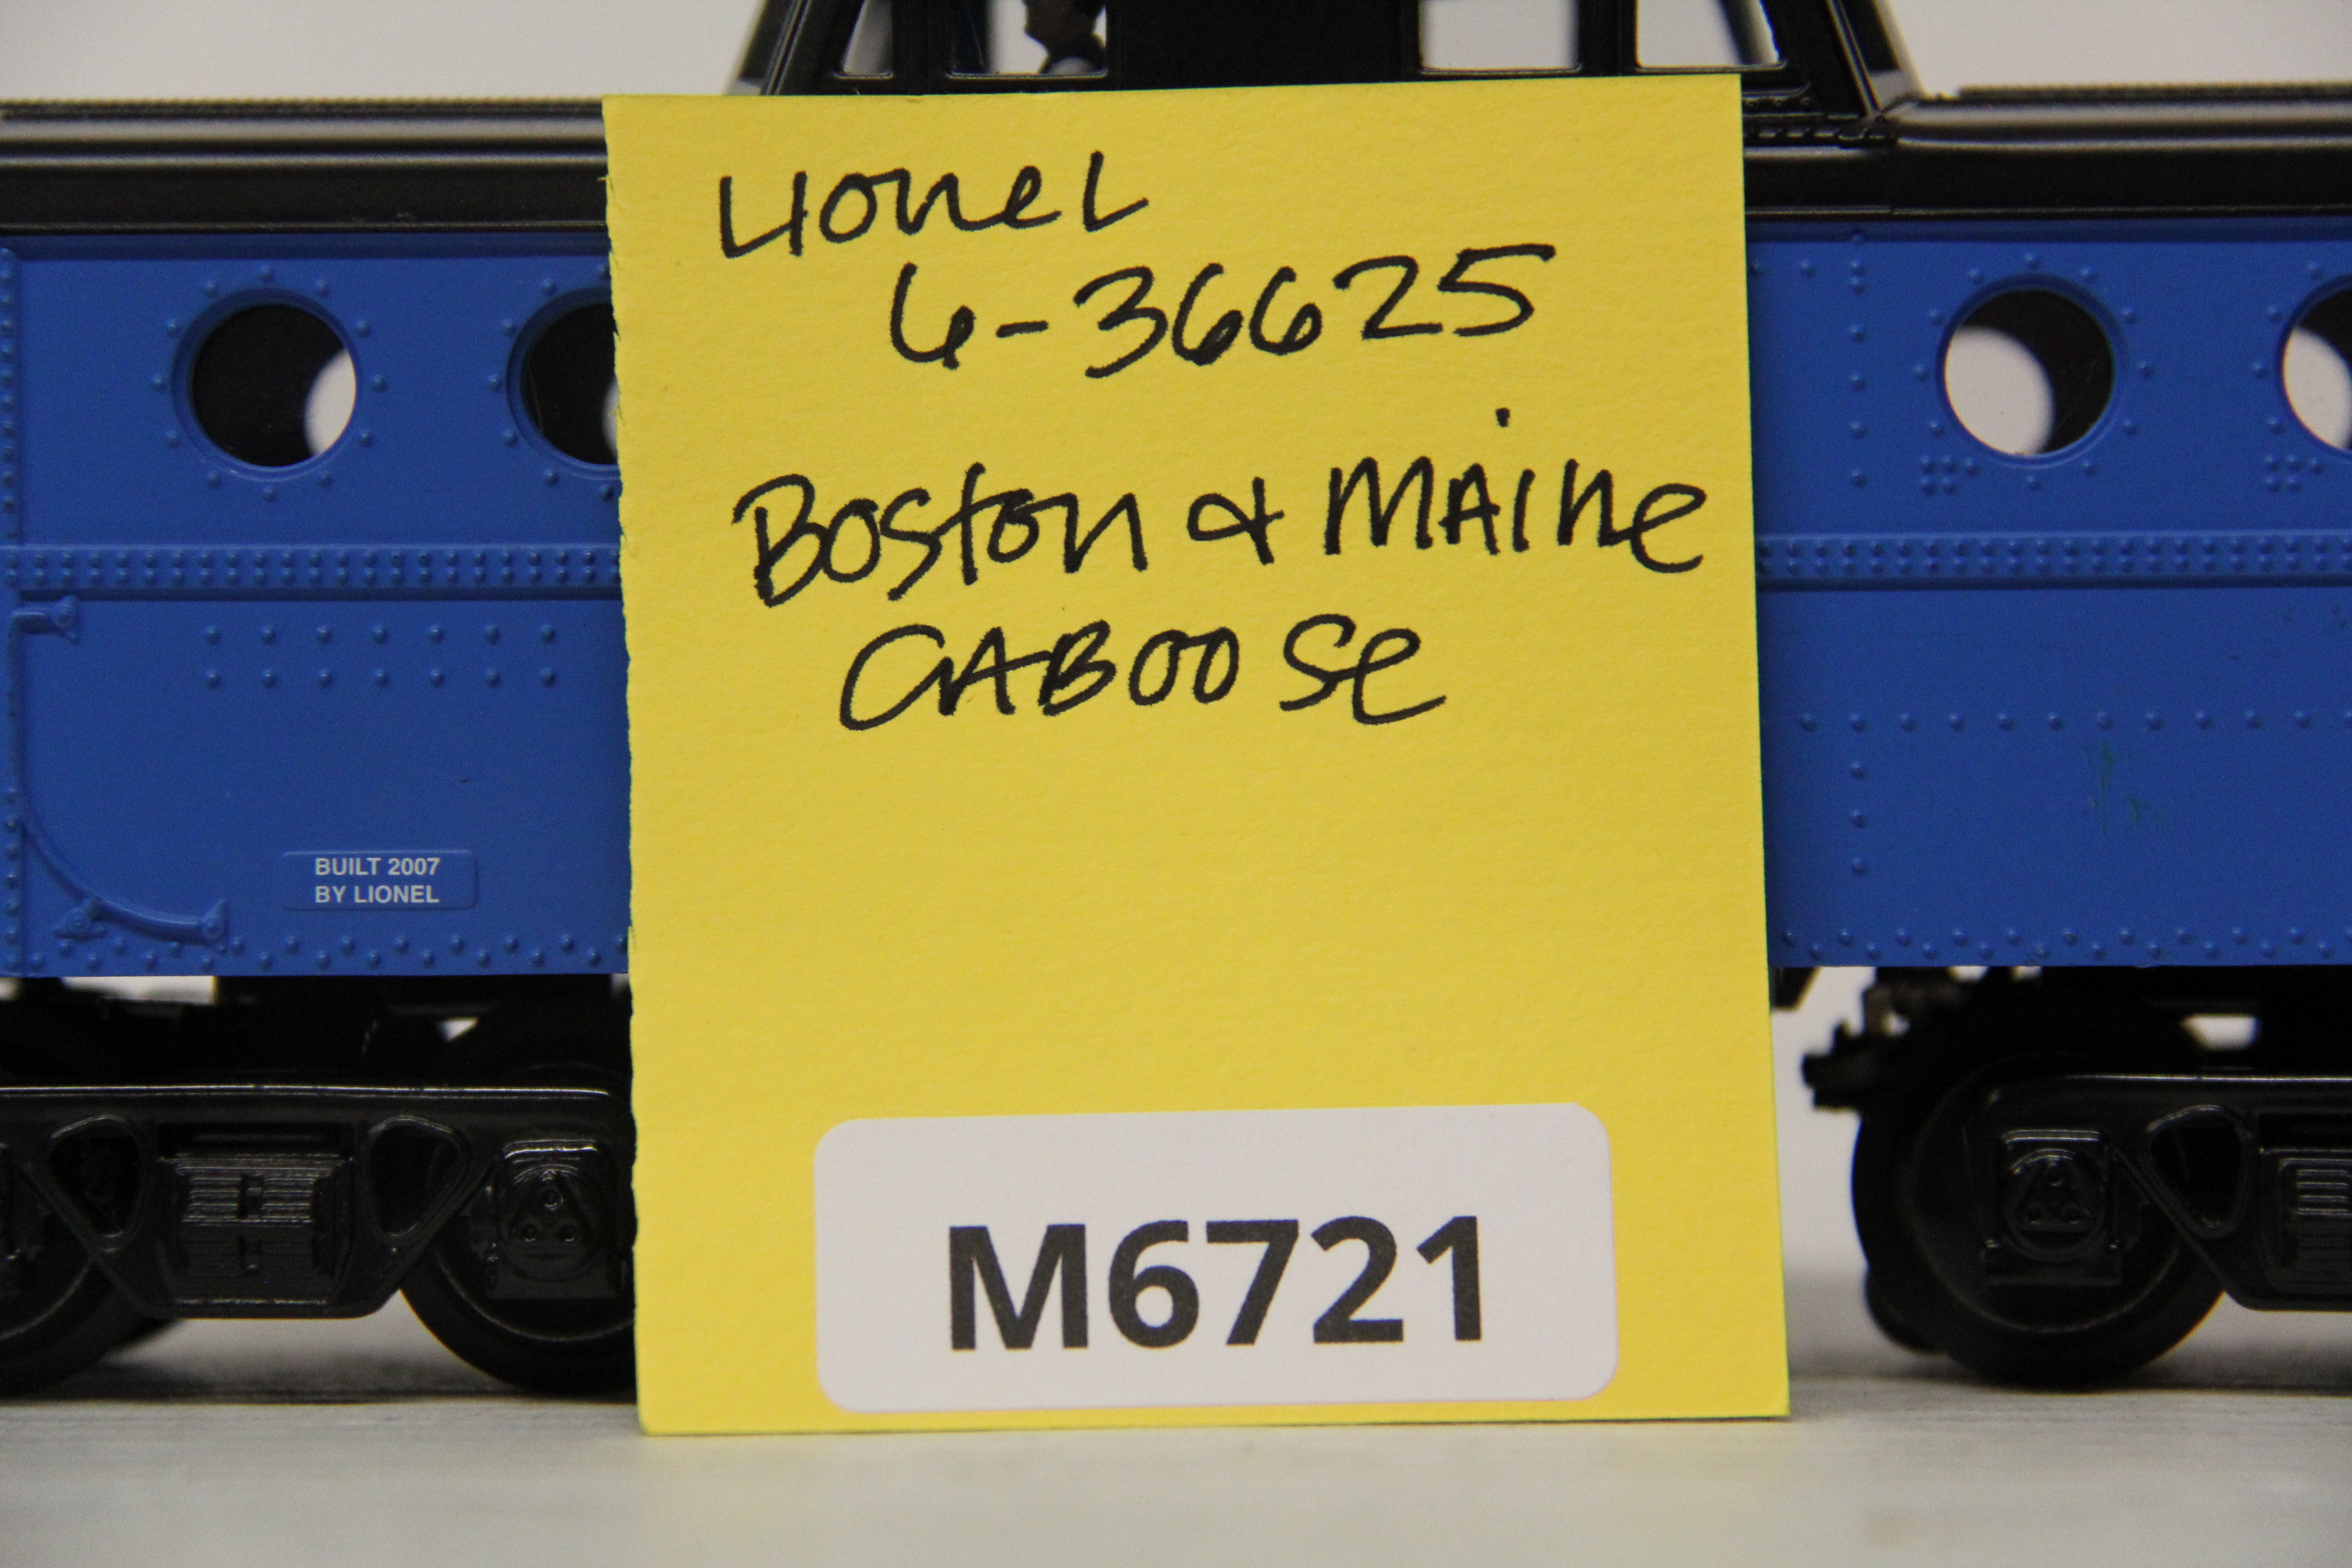 Lionel
6-36625
Boston & Maine
CABOOSE
BUILT 2007
BY LIONEL
M6721